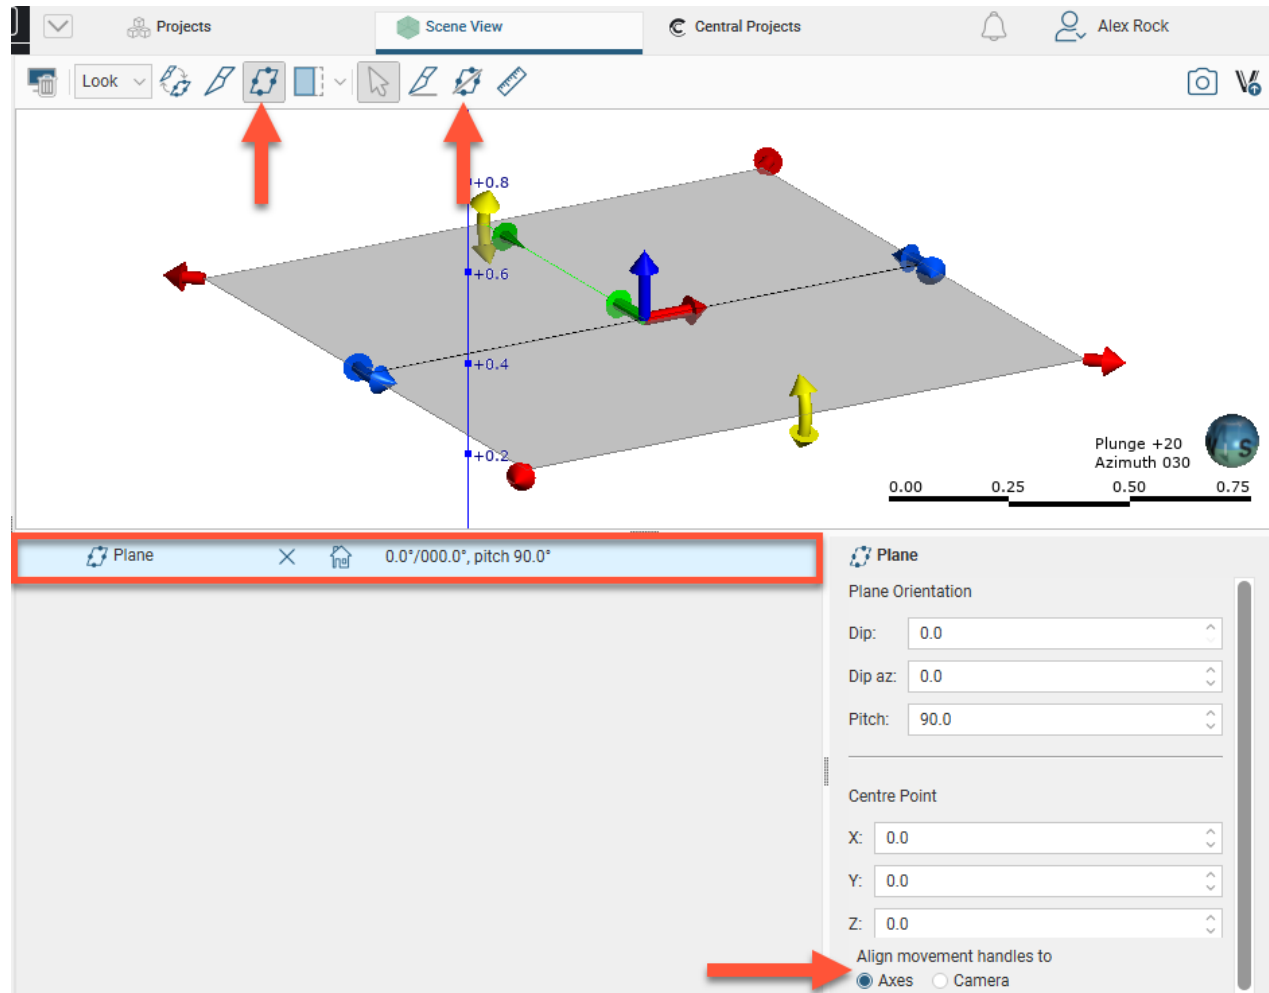 Projects
Scene View
Central Projects
Alex Rock
Look
+0.8
+0.6
+0.4
+0.2
Plunge +20
Azimuth 030
S
0.00 0.25 0.50 0.75
Plane 0.0°/000.0°, pitch 90.0°
Plane
Plane Orientation
Dip: 0.0
Dip az: 0.0
Pitch: 90.0
Centre Point
X: 0.0
Y: 0.0
Z: 0.0
Align movement handles to
Axes Camera